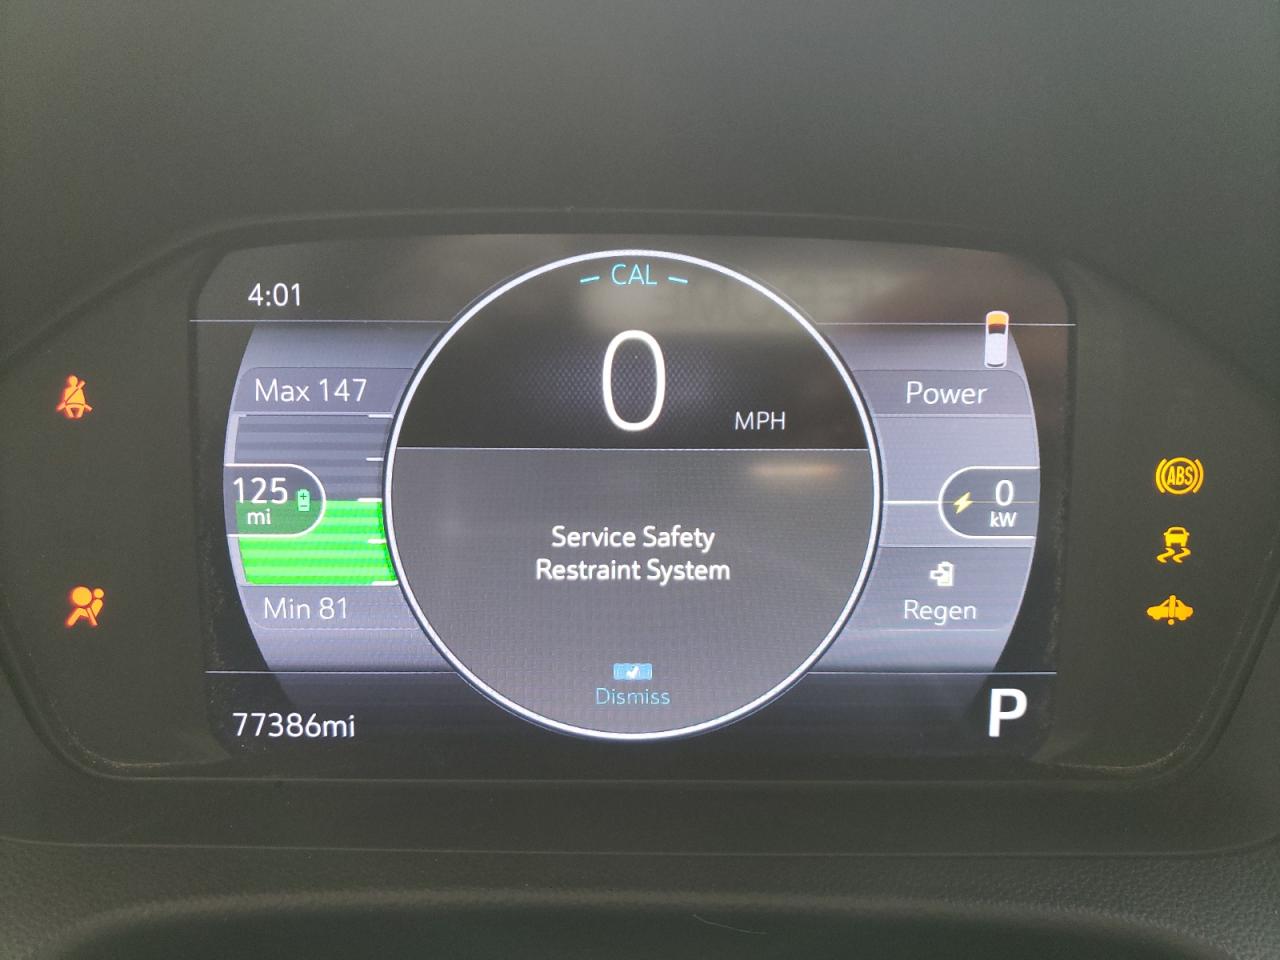 CAL
4:01
0
MPH
Max 147
125
mi
Min 81
Power
0
kW
Regen
ABS
Service Safety
Restraint System
Dismiss
77386mi
P